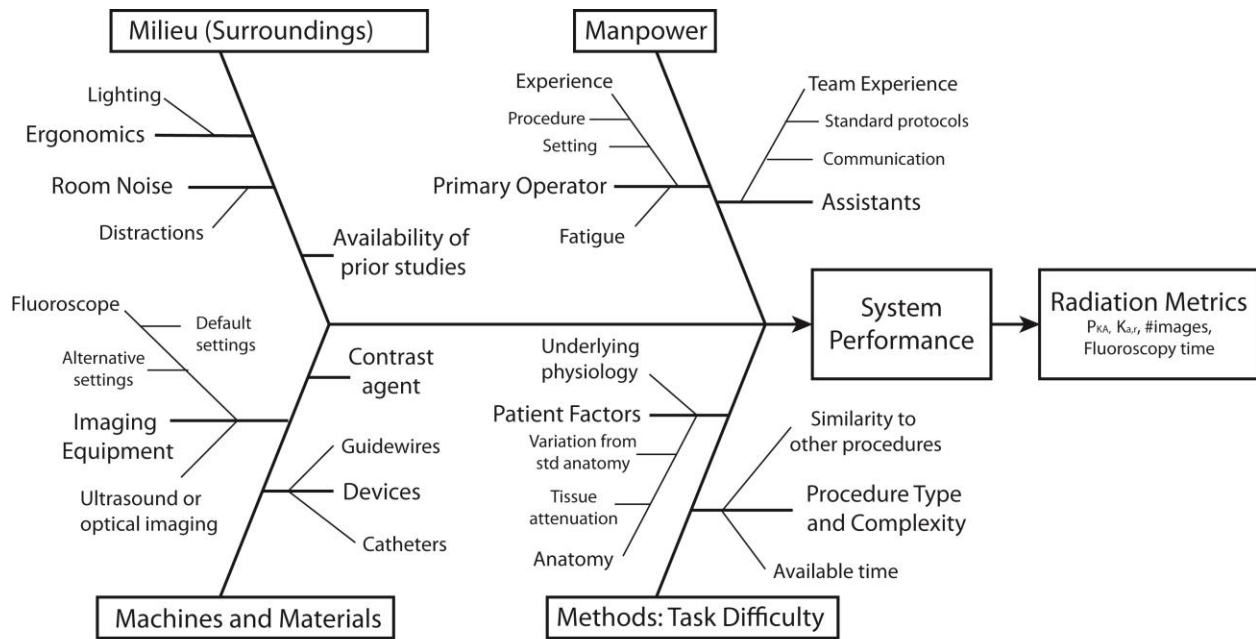 Milieu (Surroundings)
Manpower
Lighting
Ergonomics
Room Noise
Distractions
Availability of
prior studies
Experience
Procedure
Setting
Primary Operator
Fatigue
Team Experience
Standard protocols
Communication
Assistants
System
Performance
Radiation Metrics
PKA, Ka,r, #images,
Fluoroscopy time
Fluoroscope
Default
settings
Alternative
settings
Contrast
agent
Imaging
Equipment
Guidewires
Ultrasound or
optical imaging
Devices
Catheters
Machines and Materials
Underlying
physiology
Patient Factors
Variation from
std anatomy
Tissue
attenuation
Anatomy
Similarity to
other procedures
Procedure Type
and Complexity
Available time
Methods: Task Difficulty